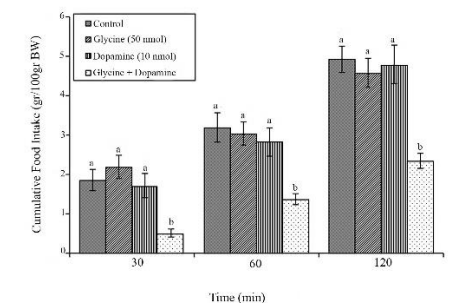 6
5
4
3
2
1
0
Cumulative Food Intake (gr/100gr BW)
Control
Glycine (50 nmol)
Dopamine (10 nmol)
Glycine + Dopamine
a a a b
a a a b
a a a b
30 60 120
Time (min)